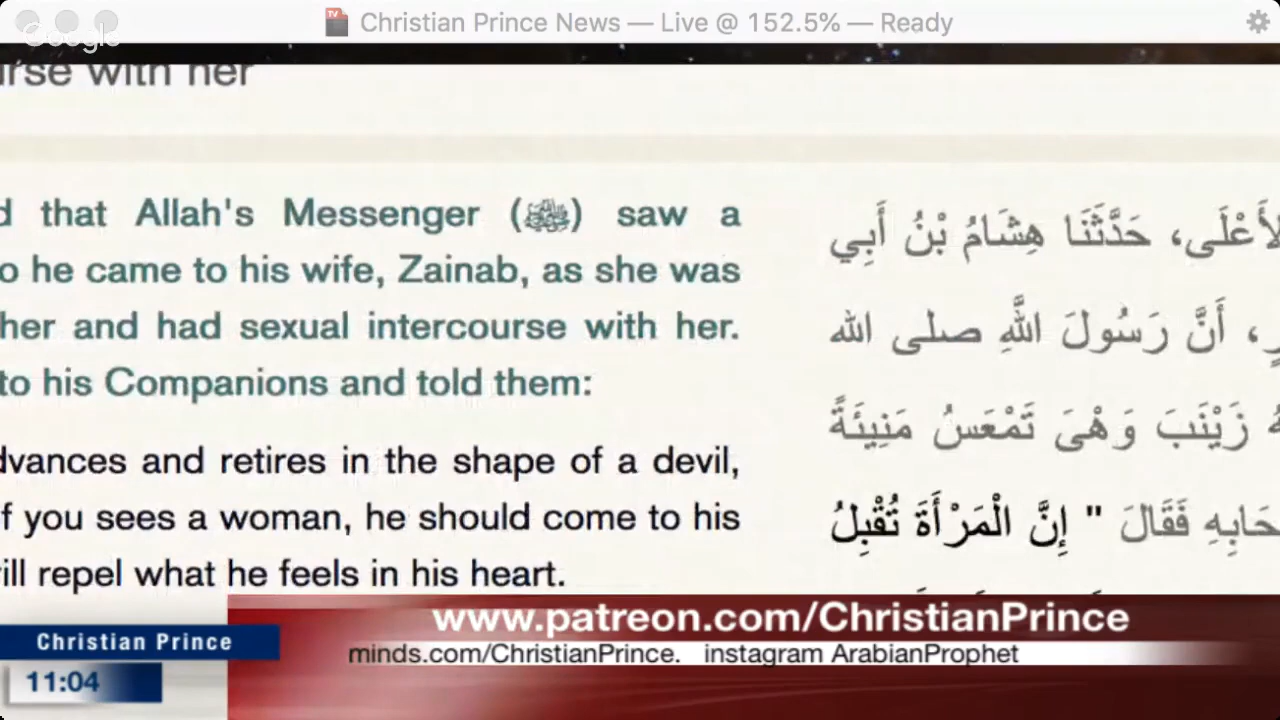 Christian Prince News — Live @ 152.5% — Ready
Google
urse with her
d that Allah's Messenger (ﷺ) saw a
o he came to his wife, Zainab, as she was
her and had sexual intercourse with her.
to his Companions and told them:
dvances and retires in the shape of a devil,
f you sees a woman, he should come to his
ill repel what he feels in his heart.
لأَعْلَى، حَدَّثَنَا هِشَامُ بْنُ أَبِي
رٍ، أَنَّ رَسُولَ اللَّهِ صلى الله
هُ زَيْنَبَ وَهْىَ تَمْعَسُ مَنِيئَةً
حَابِهِ فَقَالَ " إِنَّ الْمَرْأَةَ تُقْبِلُ
www.patreon.com/ChristianPrince
Christian Prince
minds.com/ChristianPrince. instagram ArabianProphet
11:04